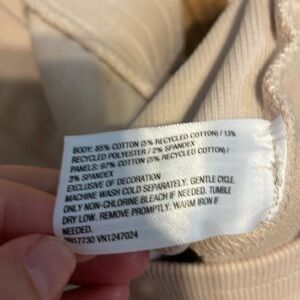 BODY: 85% COTTON (5% RECYCLED COTTON) / 13%
RECYCLED POLYESTER / 2% SPANDEX
PANELS: 97% COTTON (5% RECYCLED COTTON) /
3% SPANDEX
EXCLUSIVE OF DECORATION
MACHINE WASH COLD SEPARATELY, GENTLE CYCLE.
ONLY NON-CHLORINE BLEACH IF NEEDED. TUMBLE
DRY LOW. REMOVE PROMPTLY. WARM IRON IF
NEEDED.
VN1247024